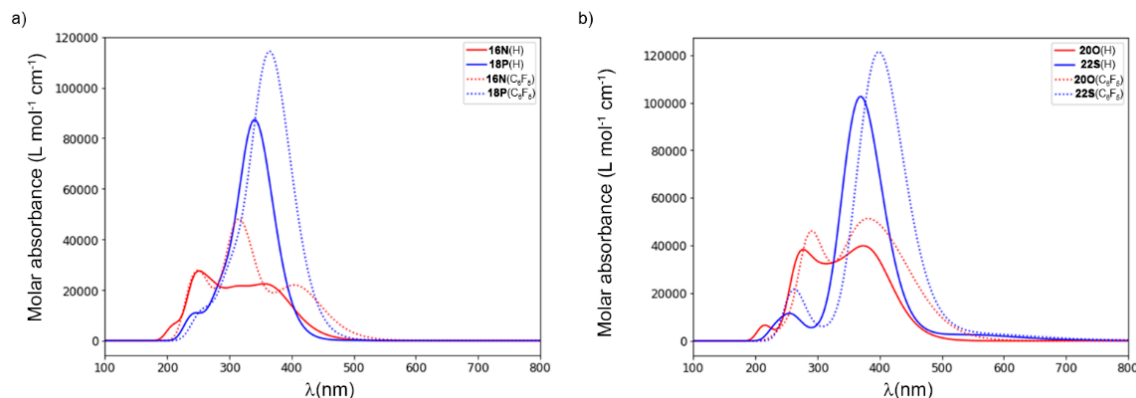 a)
b)
120000
100000
80000
60000
40000
20000
0
Molar absorbance (L mol⁻¹ cm⁻¹)
16N(H)
18P(H)
16N(C₆F₅)
18P(C₆F₅)
100 200 300 400 500 600 700 800
λ(nm)
120000
100000
80000
60000
40000
20000
0
Molar absorbance (L mol⁻¹ cm⁻¹)
20O(H)
22S(H)
20O(C₆F₅)
22S(C₆F₅)
100 200 300 400 500 600 700 800
λ(nm)